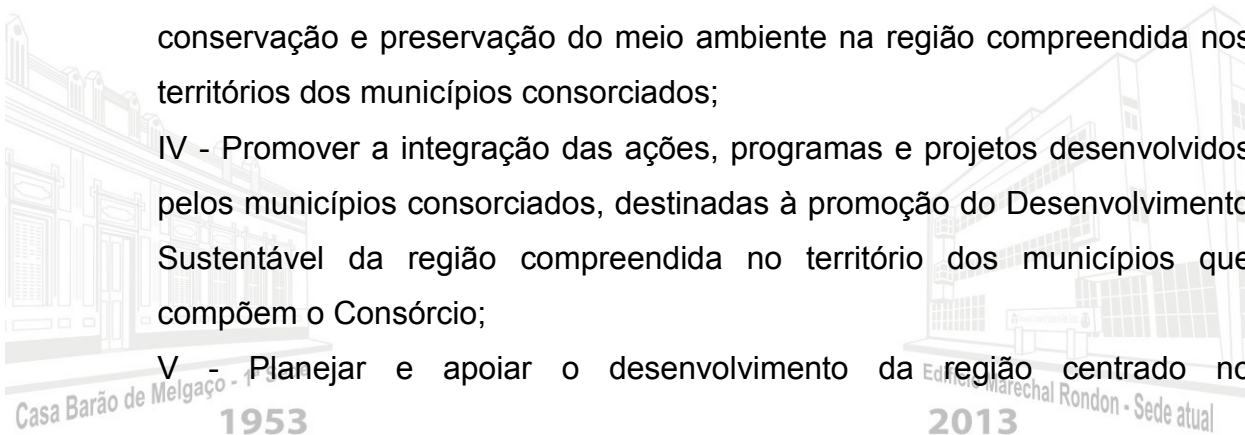 conservação e preservação do meio ambiente na região compreendida nos
territórios dos municípios consorciados;
IV - Promover a integração das ações, programas e projetos desenvolvidos
pelos municípios consorciados, destinadas à promoção do Desenvolvimento
Sustentável da região compreendida no território dos municípios que
compõem o Consórcio;
V - Planejar e apoiar o desenvolvimento da região centrado no
Casa Barão de Melgaço - 1ª
1953
Edifício Marechal Rondon - Sede atual
2013